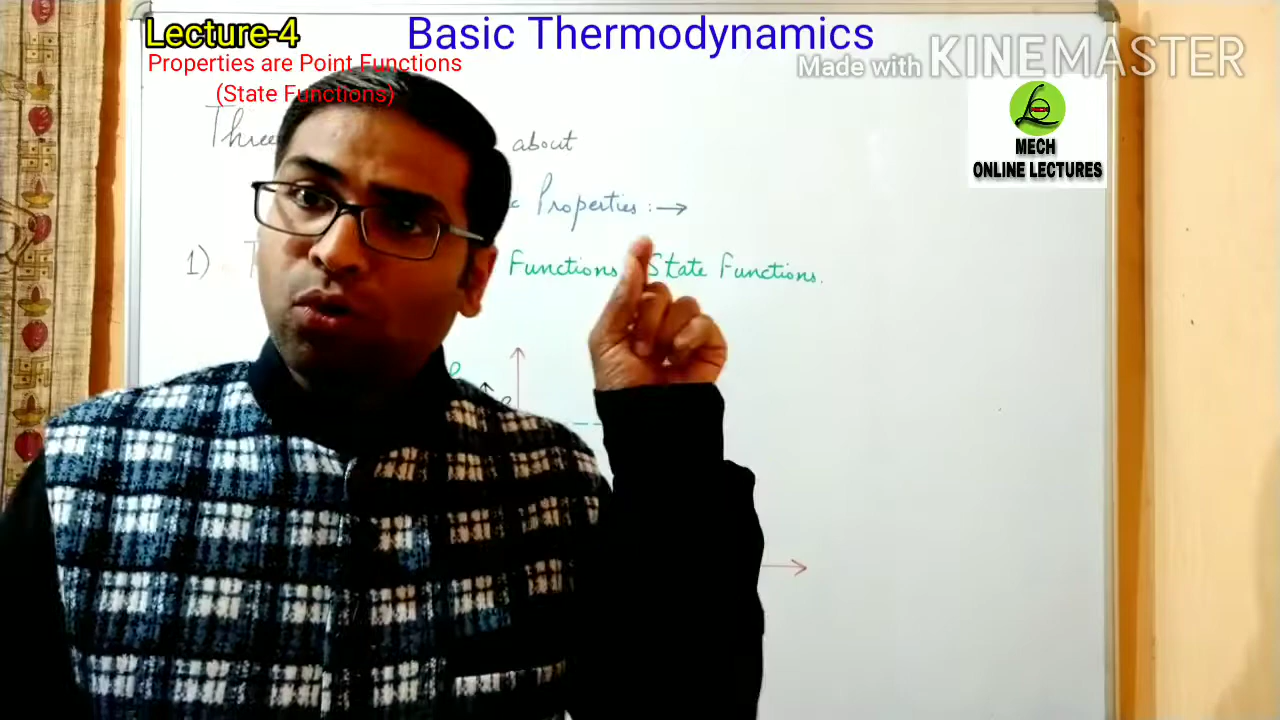 Lecture-4
Basic Thermodynamics
Properties are Point Functions
(State Functions)
Made with KINEMASTER
MECH
ONLINE LECTURES
Three about
Properties :→
1) Functions State Functions.